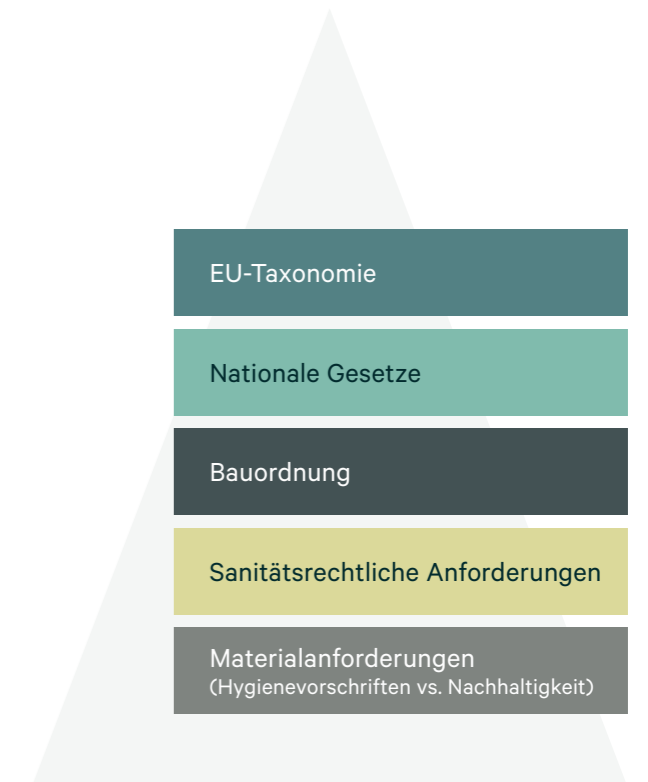 EU-Taxonomie
Nationale Gesetze
Bauordnung
Sanitätsrechtliche Anforderungen
Materialanforderungen
(Hygienevorschriften vs. Nachhaltigkeit)